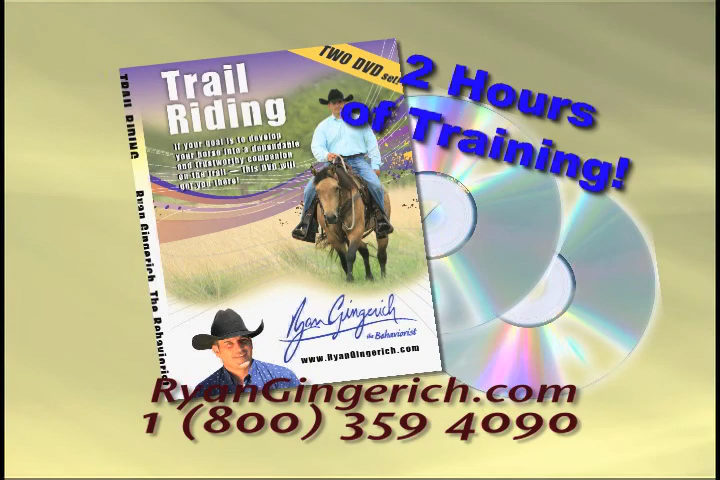 TWO DVD set!
2 Hours
of Training!
Trail
Riding
If your goal is to develop
your horse into a dependable
and trustworthy companion
on the trail — this DVD will
get you there!
TRAIL RIDING
Ryan Gingerich, The Behaviorist
Ryan Gingerich
the Behaviorist
www.RyanGingerich.com
RyanGingerich.com
1 (800) 359 4090